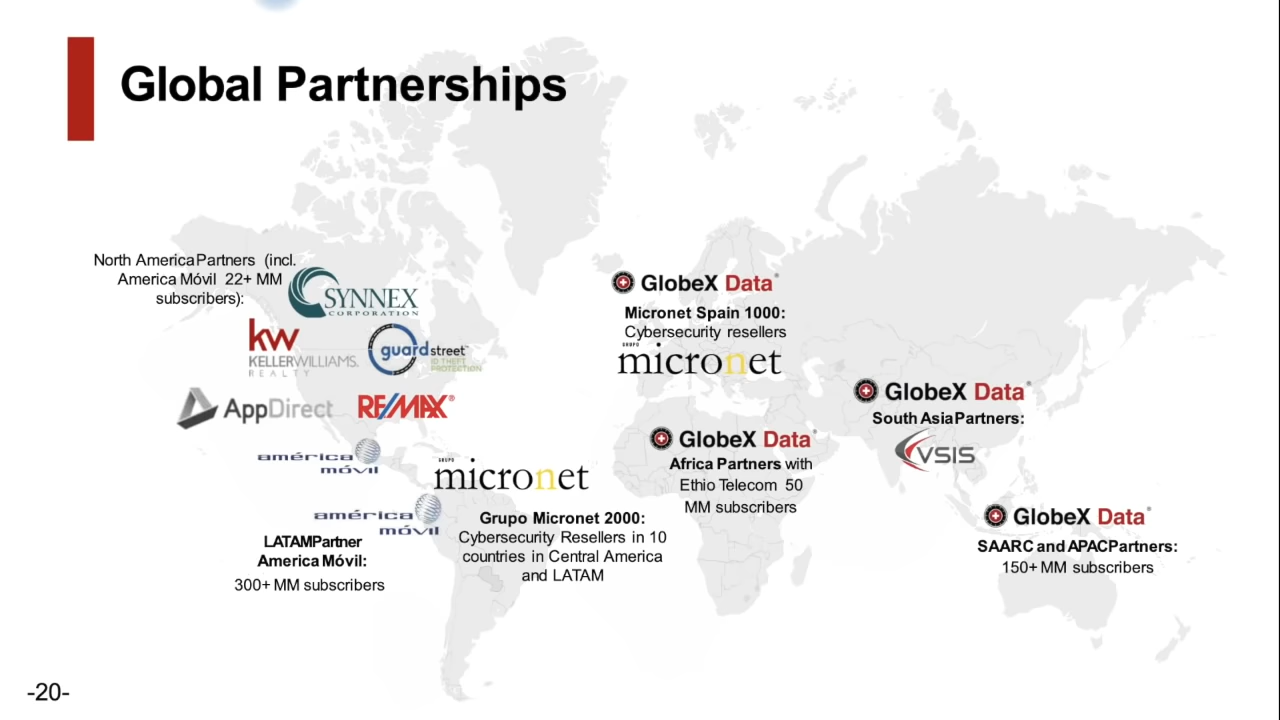 Global Partnerships
North America Partners (incl.
America Móvil 22+ MM
subscribers):
SYNNEX
CORPORATION
kw
KELLERWILLIAMS.
REALTY
guardstreet™
ID THEFT
PROTECTION
AppDirect
RE/MAX®
américa
móvil
américa
móvil
LATAMPartner
America Móvil:
300+ MM subscribers
GRUPO
micronet
Grupo Micronet 2000:
Cybersecurity Resellers in 10
countries in Central America
and LATAM
GlobeX Data®
Micronet Spain 1000:
Cybersecurity resellers
GRUPO
micronet
GlobeX Data®
Africa Partners with
Ethio Telecom 50
MM subscribers
GlobeX Data®
South Asia Partners:
VSIS
GlobeX Data®
SAARC and APAC Partners:
150+ MM subscribers
-20-